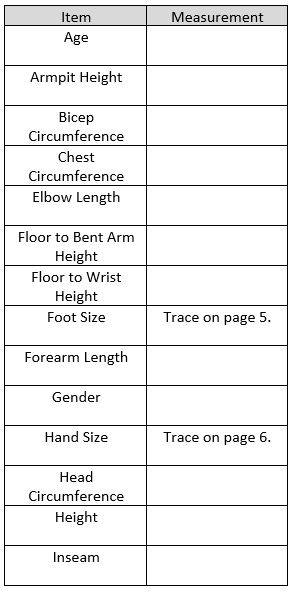 Item Measurement
Age
Armpit Height
Bicep
Circumference
Chest
Circumference
Elbow Length
Floor to Bent Arm
Height
Floor to Wrist
Height
Foot Size Trace on page 5.
Forearm Length
Gender
Hand Size Trace on page 6.
Head
Circumference
Height
Inseam